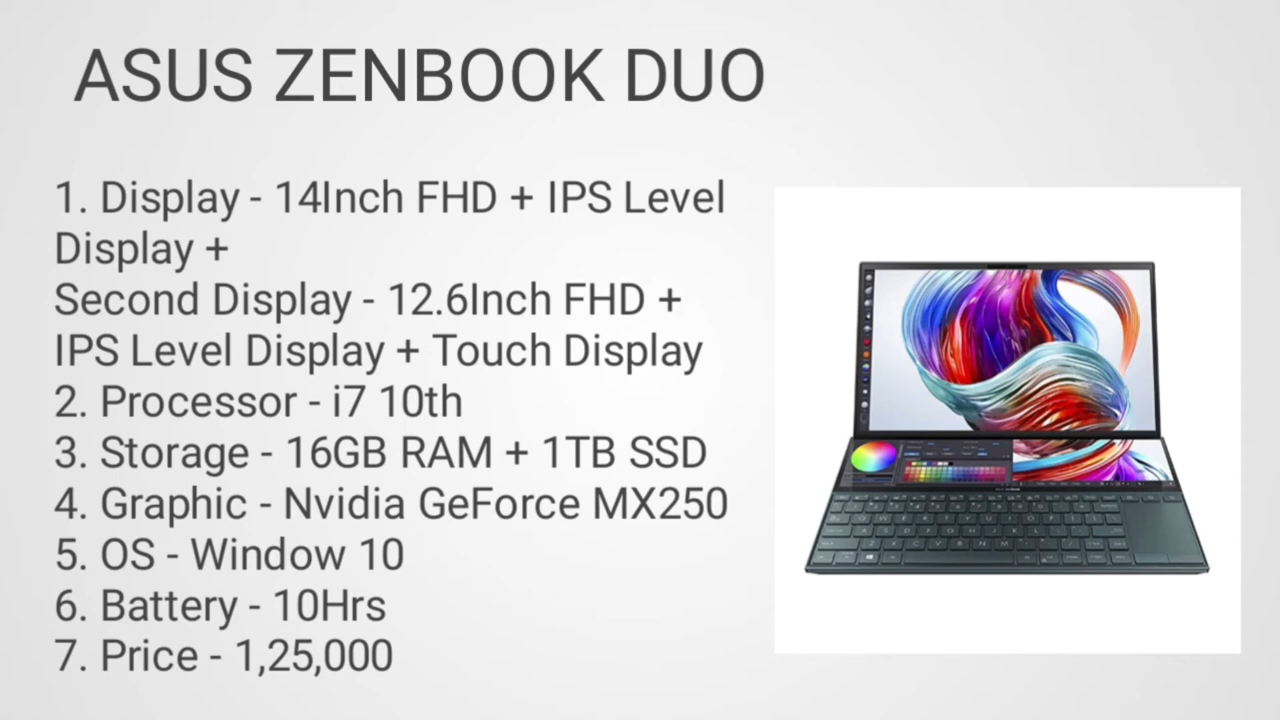 ASUS ZENBOOK DUO
1. Display - 14Inch FHD + IPS Level
Display +
Second Display - 12.6Inch FHD +
IPS Level Display + Touch Display
2. Processor - i7 10th
3. Storage - 16GB RAM + 1TB SSD
4. Graphic - Nvidia GeForce MX250
5. OS - Window 10
6. Battery - 10Hrs
7. Price - 1,25,000